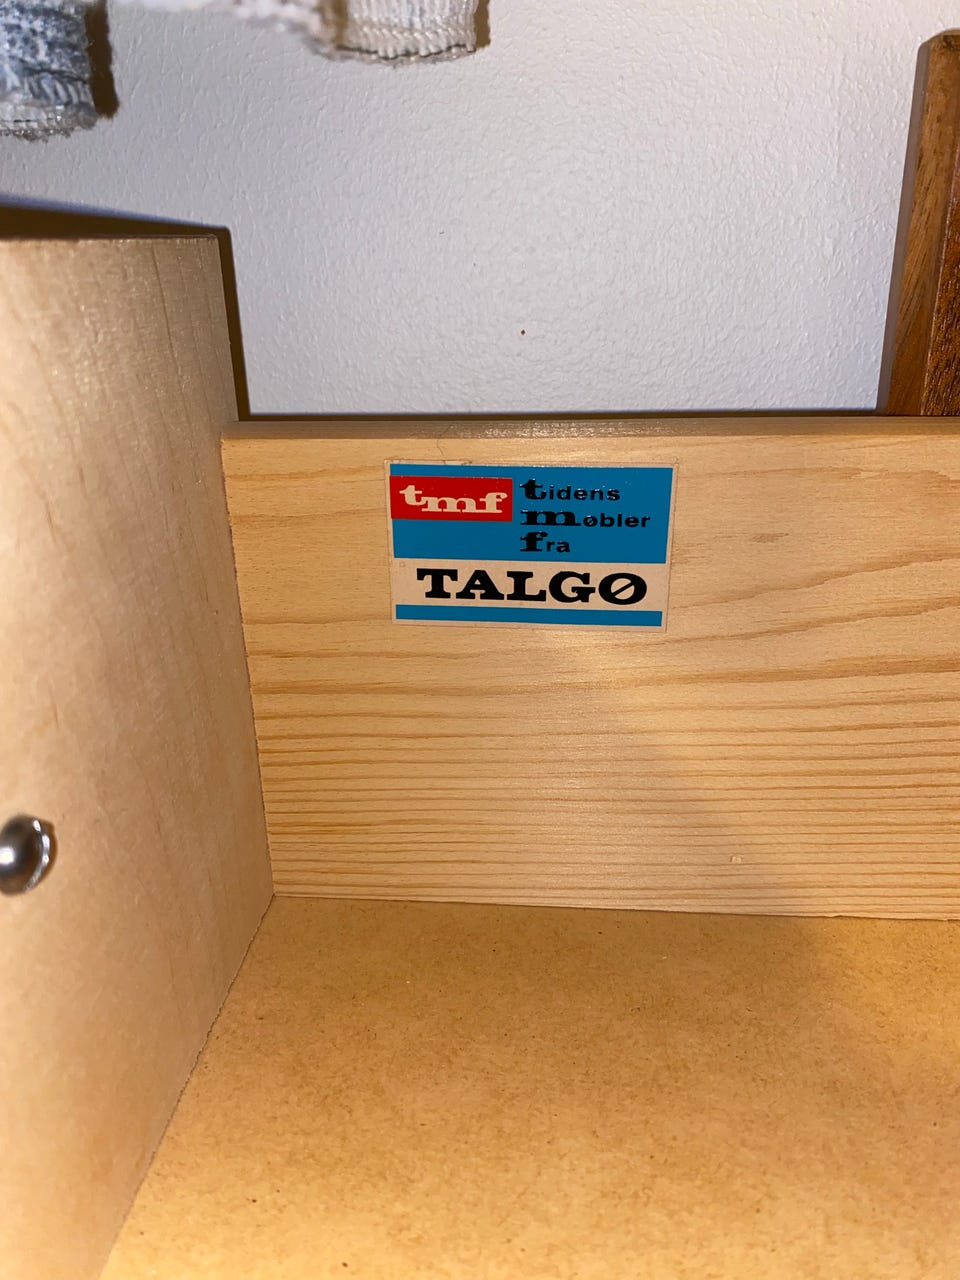 tmf tidens
møbler
fra
TALGØ